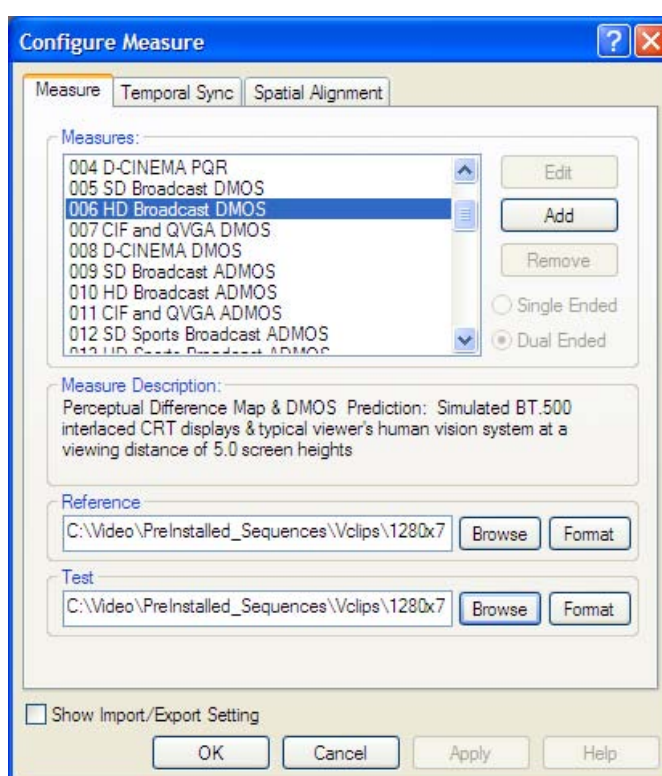 Configure Measure
Measure
Temporal Sync
Spatial Alignment
Measures:
004 D-CINEMA PQR
005 SD Broadcast DMOS
006 HD Broadcast DMOS
007 CIF and QVGA DMOS
008 D-CINEMA DMOS
009 SD Broadcast ADMOS
010 HD Broadcast ADMOS
011 CIF and QVGA ADMOS
012 SD Sports Broadcast ADMOS
013 HD Sports Broadcast ADMOS
Edit
Add
Remove
Single Ended
Dual Ended
Measure Description:
Perceptual Difference Map & DMOS Prediction: Simulated BT.500
interlaced CRT displays & typical viewer's human vision system at a
viewing distance of 5.0 screen heights
Reference
C:\Video\PreInstalled_Sequences\Vclips\1280x7
Browse
Format
Test
C:\Video\PreInstalled_Sequences\Vclips\1280x7
Browse
Format
Show Import/Export Setting
OK
Cancel
Apply
Help